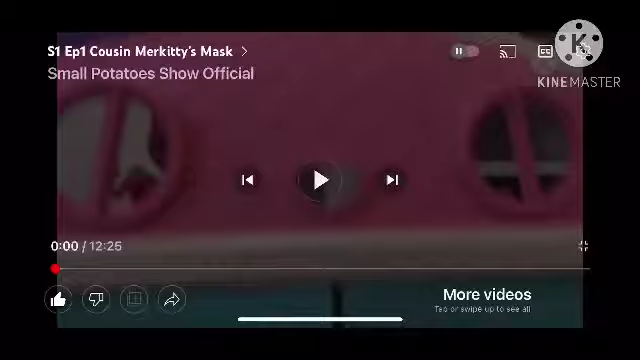 S1 Ep1 Cousin Merkitty's Mask
Small Potatoes Show Official
CC
K
KINEMASTER
0:00 / 12:25
More videos
Tap or swipe up to see all